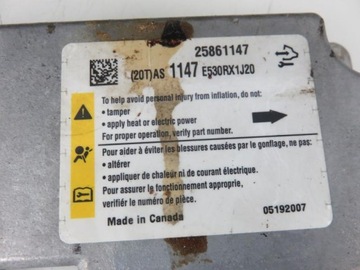 25861147
(20T)AS 1147 E530RX1J20
To help avoid personal injury from inflation, do not:
• tamper
• apply heat or electric power
For proper operation, verify part number.
Pour aider à éviter les blessures causées par le gonflage, ne pas:
• altérer
• appliquer de chaleur ni de courant électrique.
Pour assurer le fonctionnement approprie,
verifier le numéro de pièce.
Made in Canada
05192007